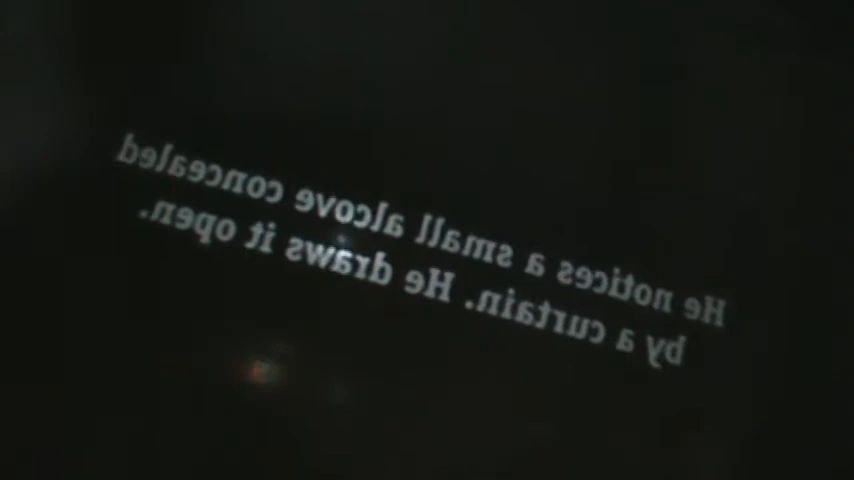 He notices a small alcove concealed
by a curtain. He draws it open.